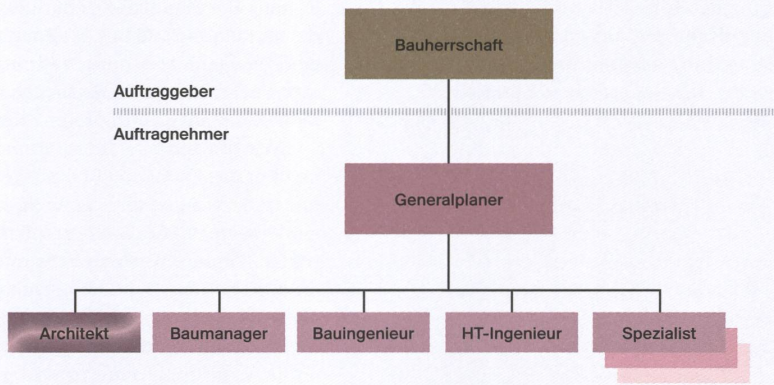 Bauherrschaft
Auftraggeber
Auftragnehmer
Generalplaner
Architekt
Baumanager
Bauingenieur
HT-Ingenieur
Spezialist